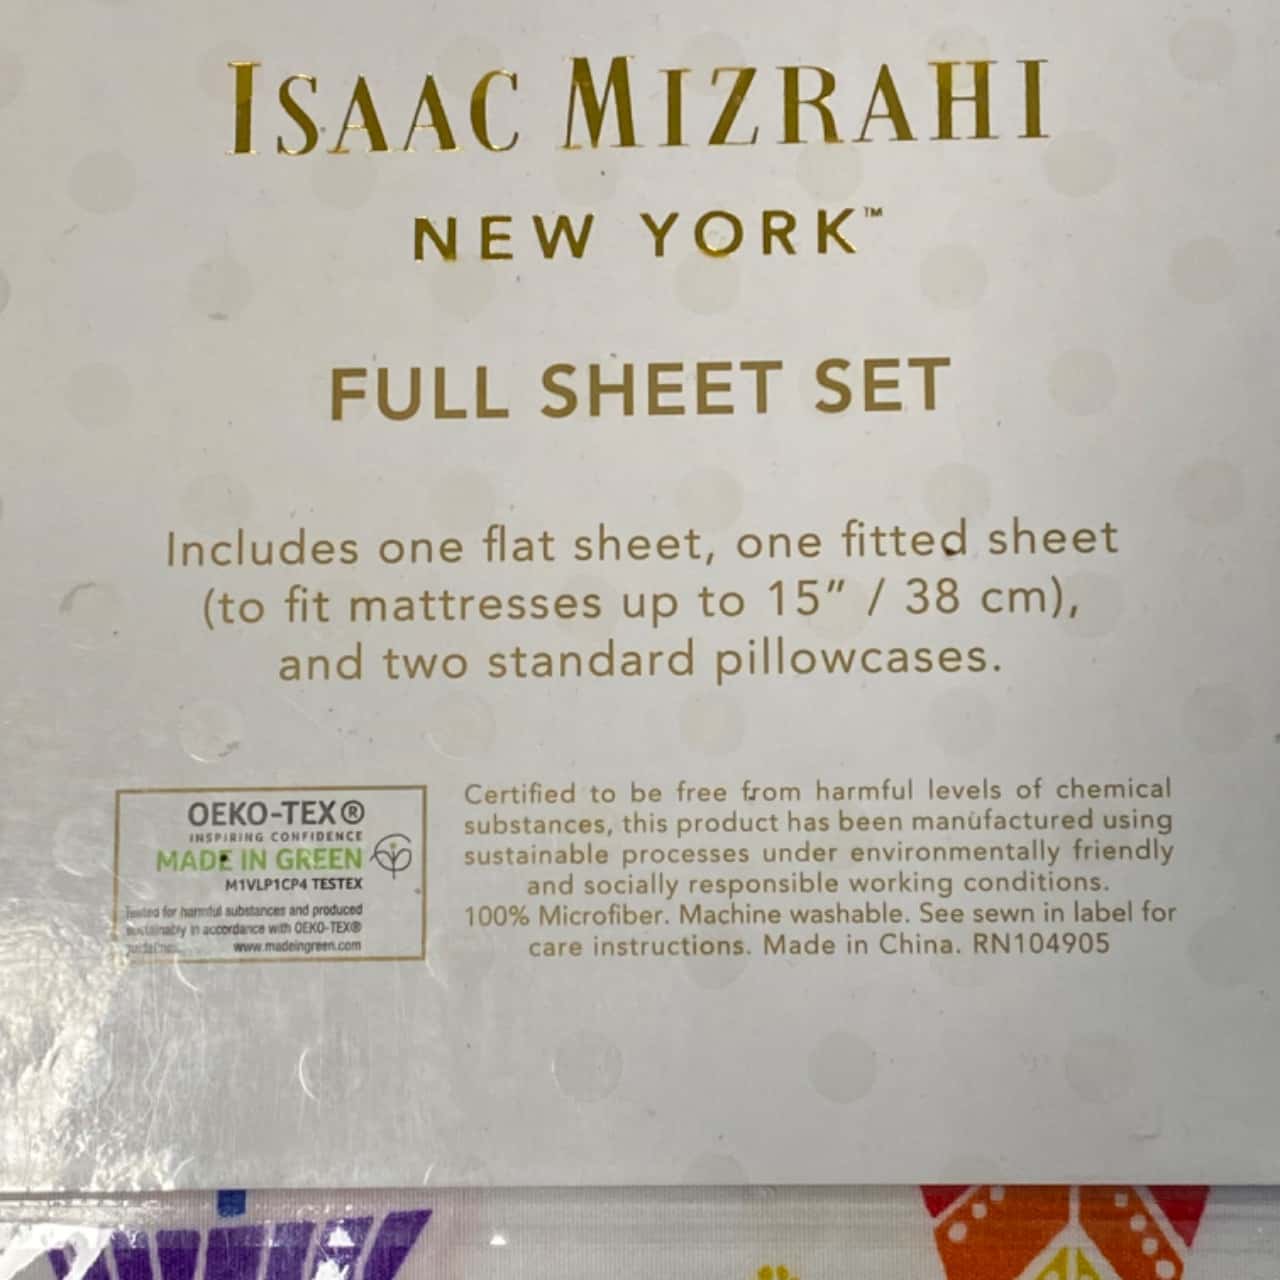 ISAAC MIZRAHI
NEW YORK™
FULL SHEET SET
Includes one flat sheet, one fitted sheet
(to fit mattresses up to 15" / 38 cm),
and two standard pillowcases.
OEKO-TEX®
INSPIRING CONFIDENCE
MADE IN GREEN
M1VLP1CP4 TESTEX
Tested for harmful substances and produced
sustainably in accordance with OEKO-TEX®
guidelines. www.madeingreen.com
Certified to be free from harmful levels of chemical
substances, this product has been manufactured using
sustainable processes under environmentally friendly
and socially responsible working conditions.
100% Microfiber. Machine washable. See sewn in label for
care instructions. Made in China. RN104905